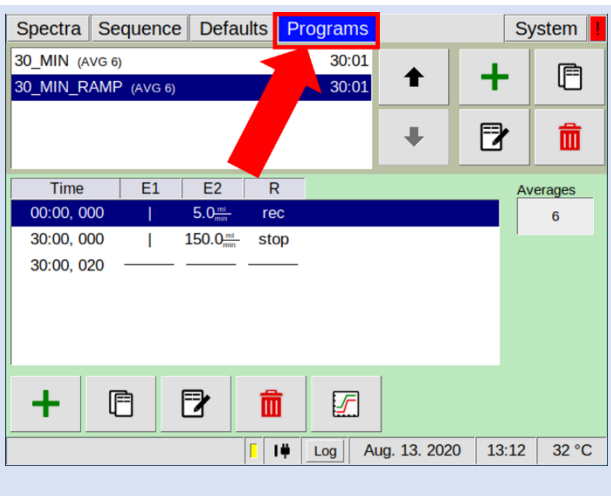 Spectra Sequence Defaults Programs System !
30_MIN (AVG 6) 30:01
30_MIN_RAMP (AVG 6) 30:01
Time E1 E2 R Averages
00:00, 000 | 5.0 ml/min rec 6
30:00, 000 | 150.0 ml/min stop
30:00, 020
Log Aug. 13. 2020 13:12 32 °C